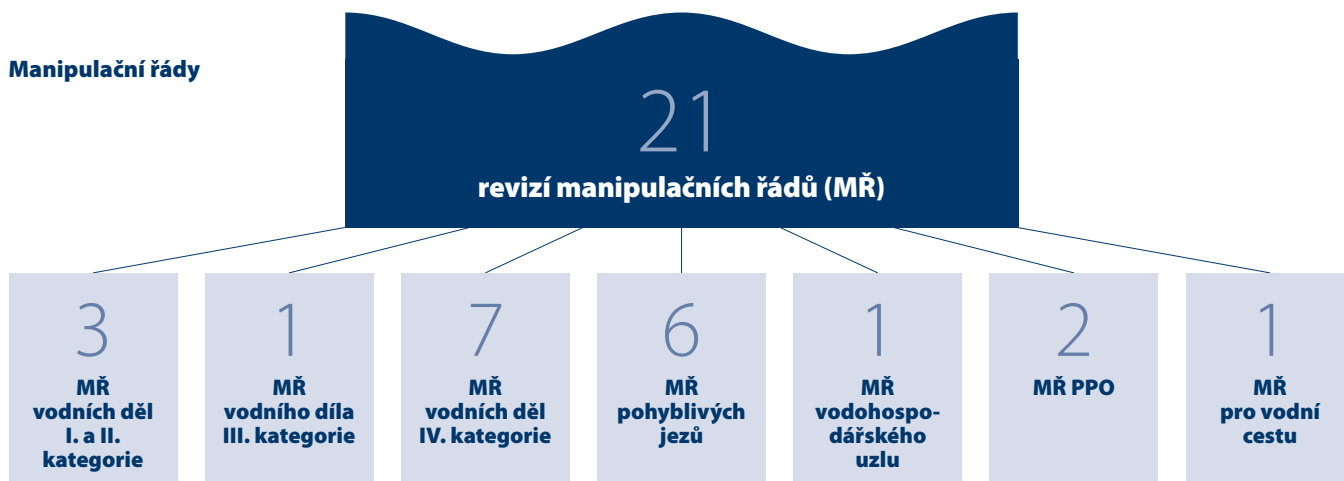 Manipulační řády
21
revizí manipulačních řádů (MŘ)
3
MŘ
vodních děl
I. a II.
kategorie
1
MŘ
vodního díla
III. kategorie
7
MŘ
vodních děl
IV. kategorie
6
MŘ
pohyblivých
jezů
1
MŘ
vodohospo-
dářského
uzlu
2
MŘ PPO
1
MŘ
pro vodní
cestu